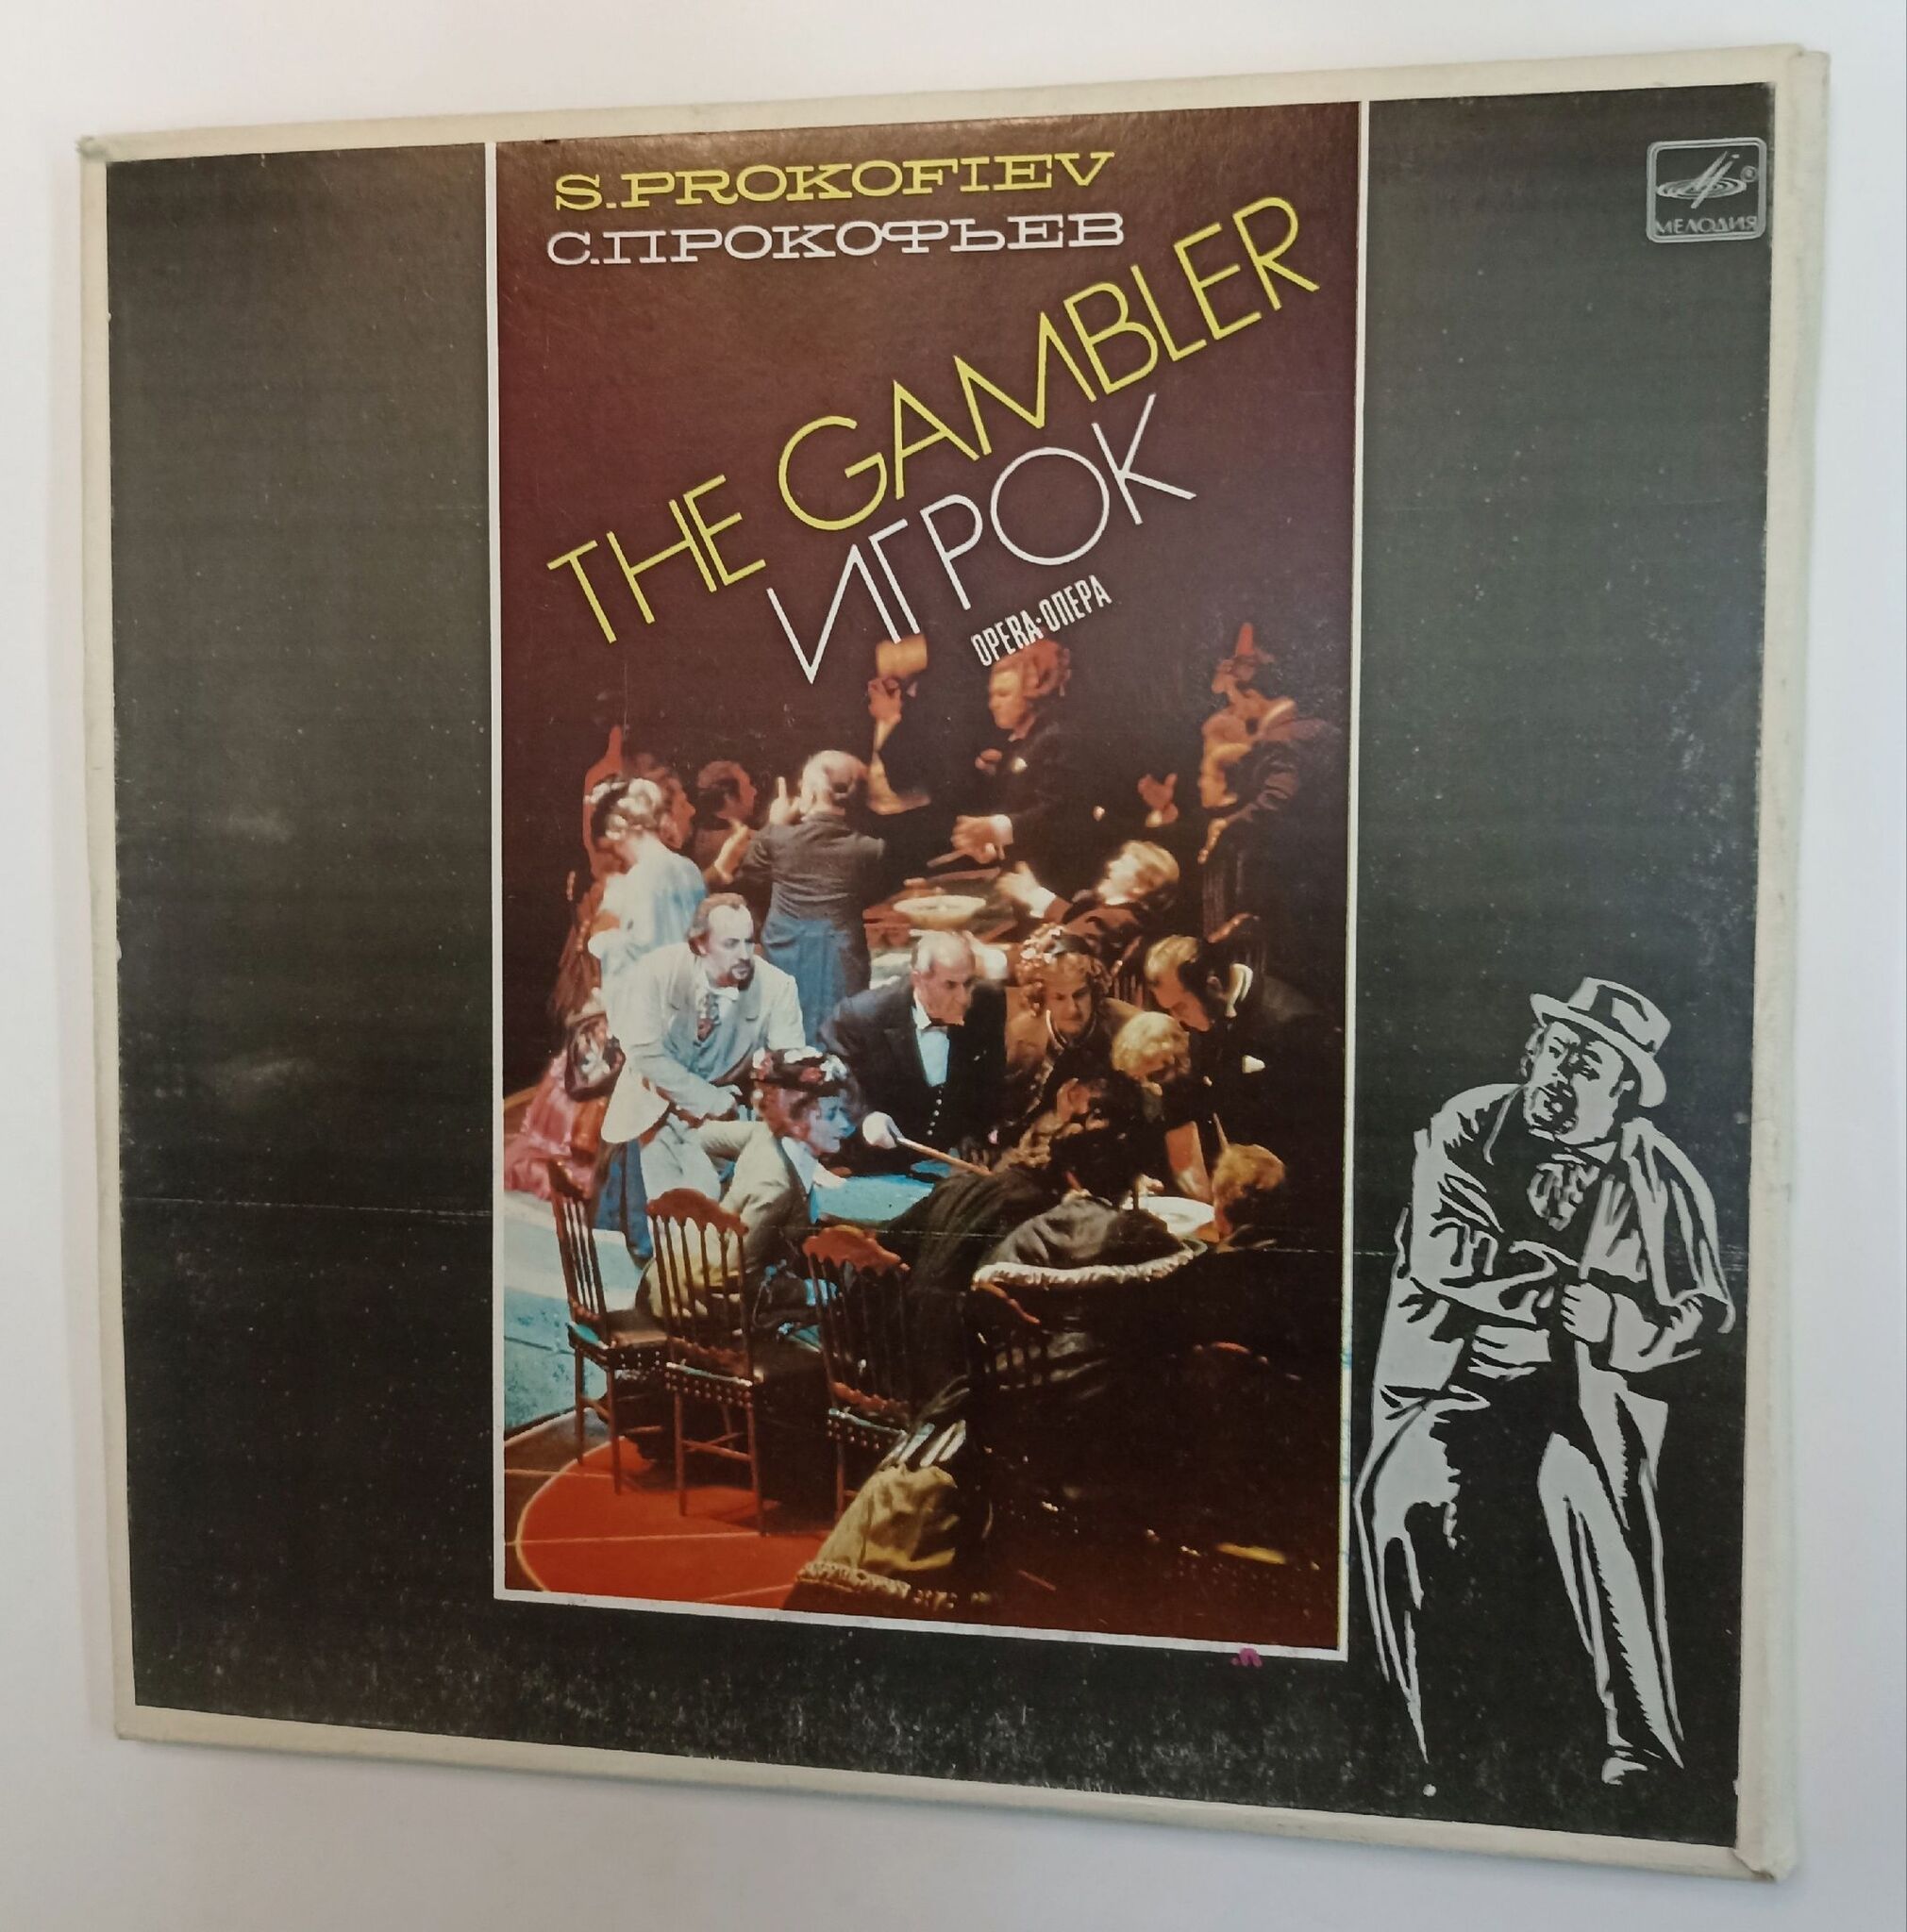 S.PROKOFIEV
С.ПРОКОФЬЕВ
THE GAMBLER
ИГРОК
OPERA·ОПЕРА
МЕЛОДИЯ